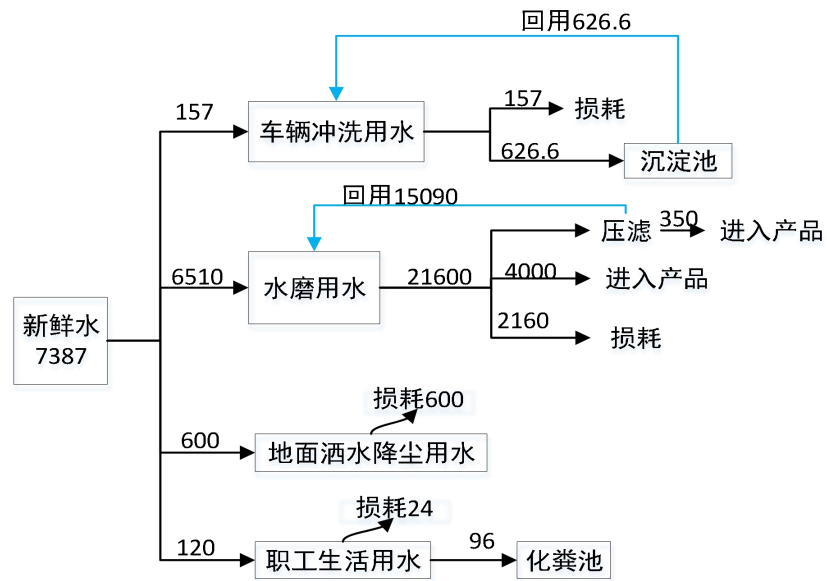 回用626.6
157
车辆冲洗用水
157
损耗
626.6
沉淀池
回用15090
6510
水磨用水
21600
压滤
350
进入产品
4000
进入产品
2160
损耗
新鲜水
7387
损耗600
600
地面洒水降尘用水
损耗24
120
职工生活用水
96
化粪池